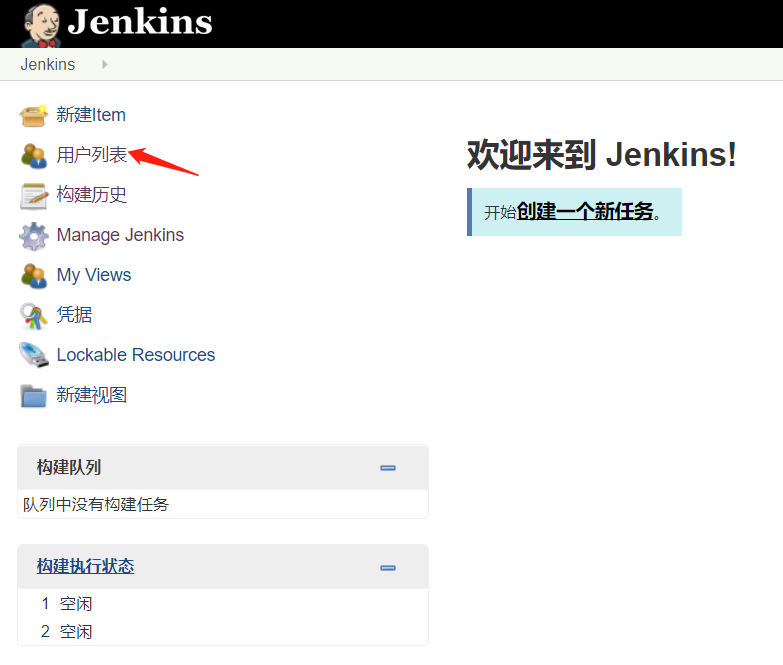 Jenkins
Jenkins
新建Item
用户列表
构建历史
Manage Jenkins
My Views
凭据
Lockable Resources
新建视图
构建队列
队列中没有构建任务
构建执行状态
1 空闲
2 空闲
欢迎来到 Jenkins!
开始创建一个新任务。